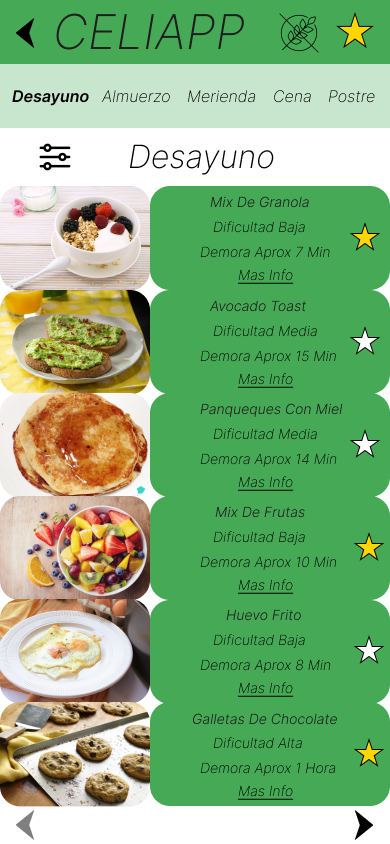 CELIAPP
Desayuno Almuerzo Merienda Cena Postre
Desayuno
Mix De Granola
Dificultad Baja
Demora Aprox 7 Min
Mas Info
Avocado Toast
Dificultad Media
Demora Aprox 15 Min
Mas Info
Panqueques Con Miel
Dificultad Media
Demora Aprox 14 Min
Mas Info
Mix De Frutas
Dificultad Baja
Demora Aprox 10 Min
Mas Info
Huevo Frito
Dificultad Baja
Demora Aprox 8 Min
Mas Info
Galletas De Chocolate
Dificultad Alta
Demora Aprox 1 Hora
Mas Info